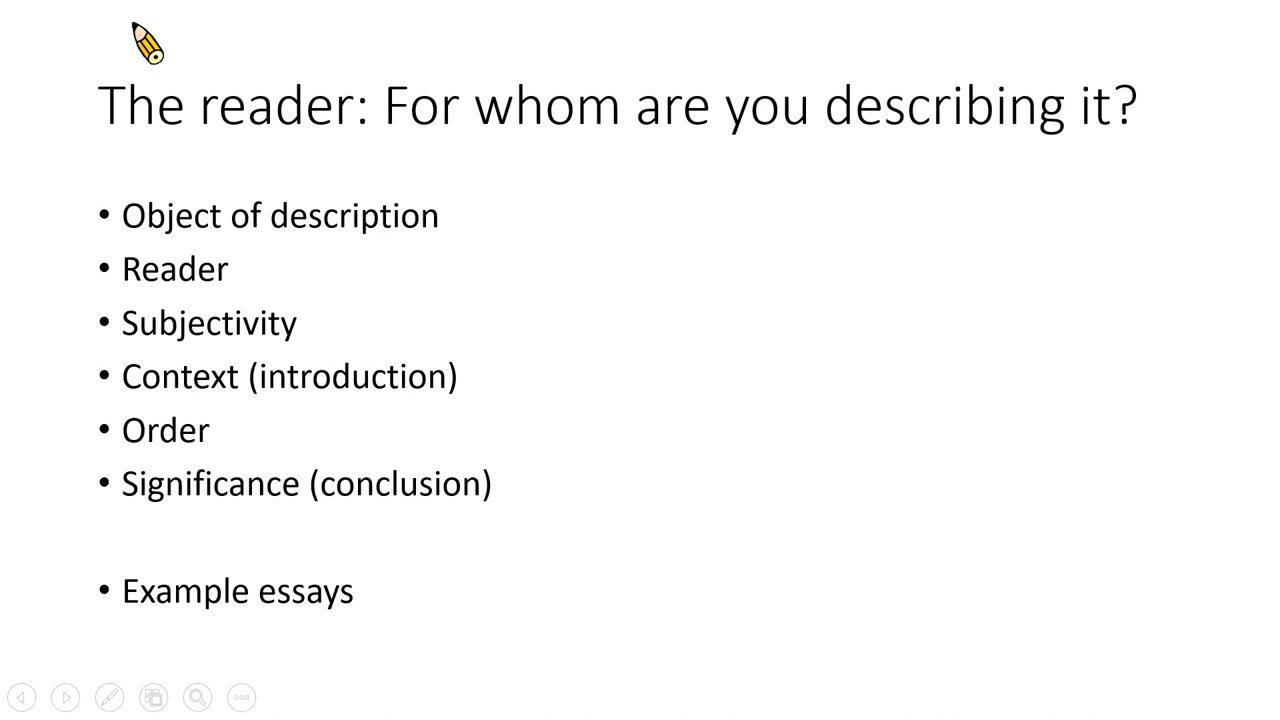 The reader: For whom are you describing it?
• Object of description
• Reader
• Subjectivity
• Context (introduction)
• Order
• Significance (conclusion)
• Example essays